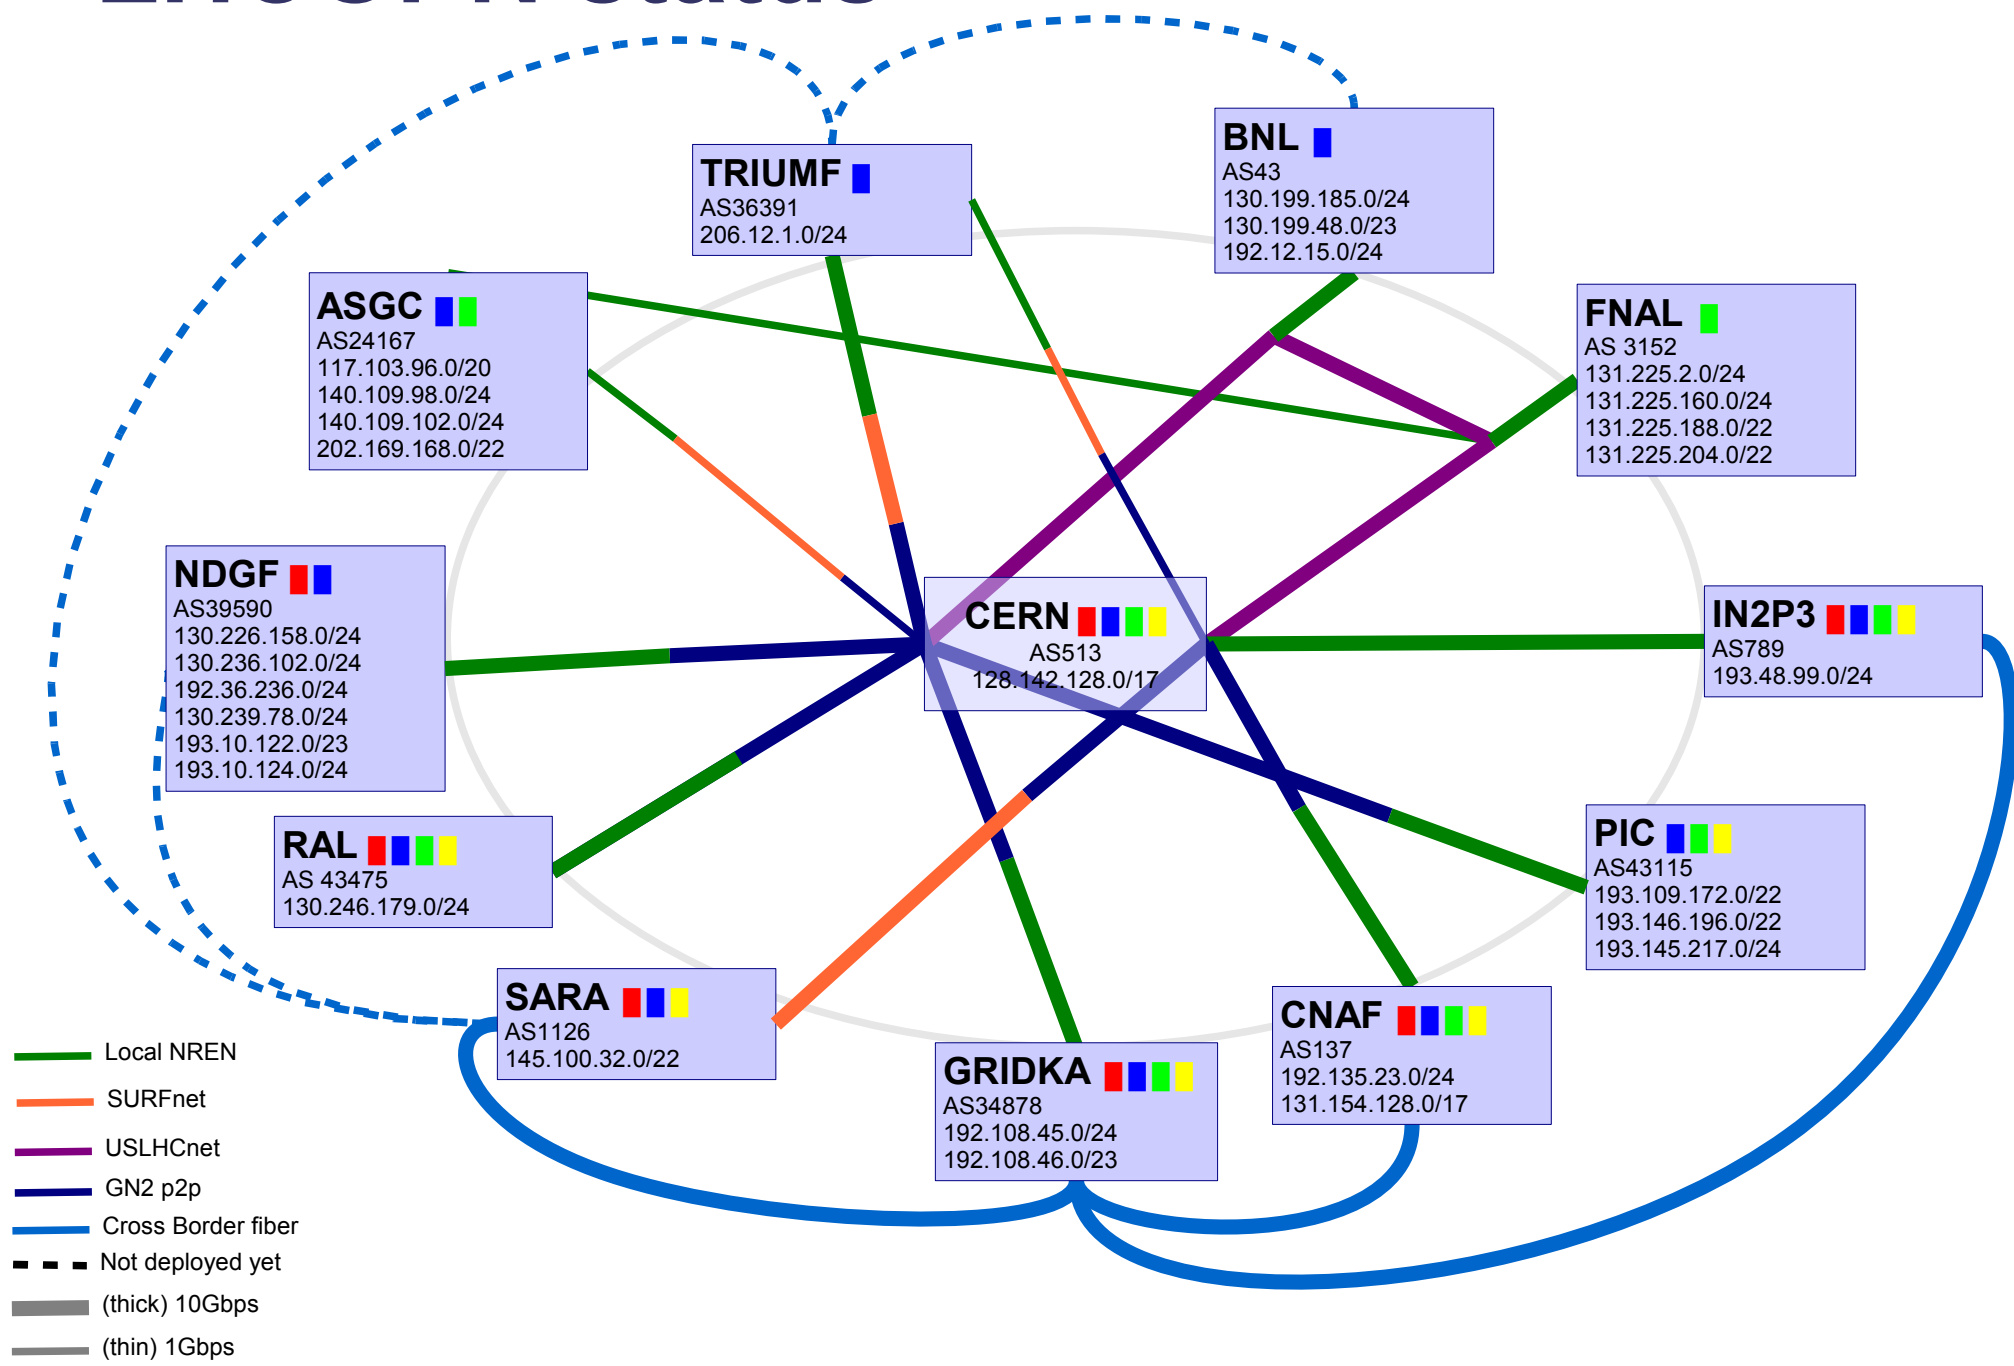 TRIUMF
AS36391
206.12.1.0/24
BNL
AS43
130.199.185.0/24
130.199.48.0/23
192.12.15.0/24
ASGC
AS24167
117.103.96.0/20
140.109.98.0/24
140.109.102.0/24
202.169.168.0/22
FNAL
AS 3152
131.225.2.0/24
131.225.160.0/24
131.225.188.0/22
131.225.204.0/22
NDGF
AS39590
130.226.158.0/24
130.236.102.0/24
192.36.236.0/24
130.239.78.0/24
193.10.122.0/23
193.10.124.0/24
CERN
AS513
128.142.128.0/17
IN2P3
AS789
193.48.99.0/24
RAL
AS 43475
130.246.179.0/24
PIC
AS43115
193.109.172.0/22
193.146.196.0/22
193.145.217.0/24
SARA
AS1126
145.100.32.0/22
GRIDKA
AS34878
192.108.45.0/24
192.108.46.0/23
CNAF
AS137
192.135.23.0/24
131.154.128.0/17
Local NREN
SURFnet
USLHCnet
GN2 p2p
Cross Border fiber
Not deployed yet
(thick) 10Gbps
(thin) 1Gbps